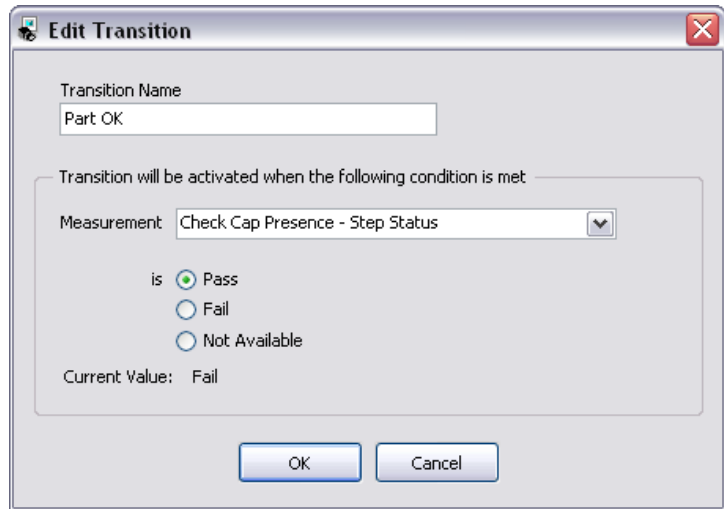 Edit Transition
Transition Name
Part OK
Transition will be activated when the following condition is met
Measurement Check Cap Presence - Step Status
is Pass
Fail
Not Available
Current Value: Fail
OK Cancel